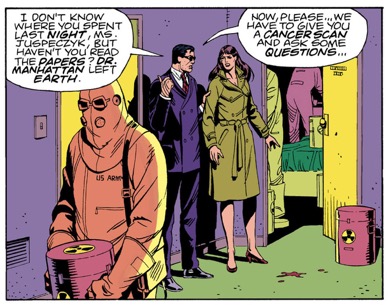 I DON'T KNOW
WHERE YOU SPENT
LAST NIGHT, MS.
JUSPECZYK, BUT
HAVEN'T YOU READ
THE PAPERS? DR.
MANHATTAN LEFT
EARTH.
NOW, PLEASE... WE
HAVE TO GIVE YOU
A CANCER SCAN
AND ASK SOME
QUESTIONS...
US ARMY